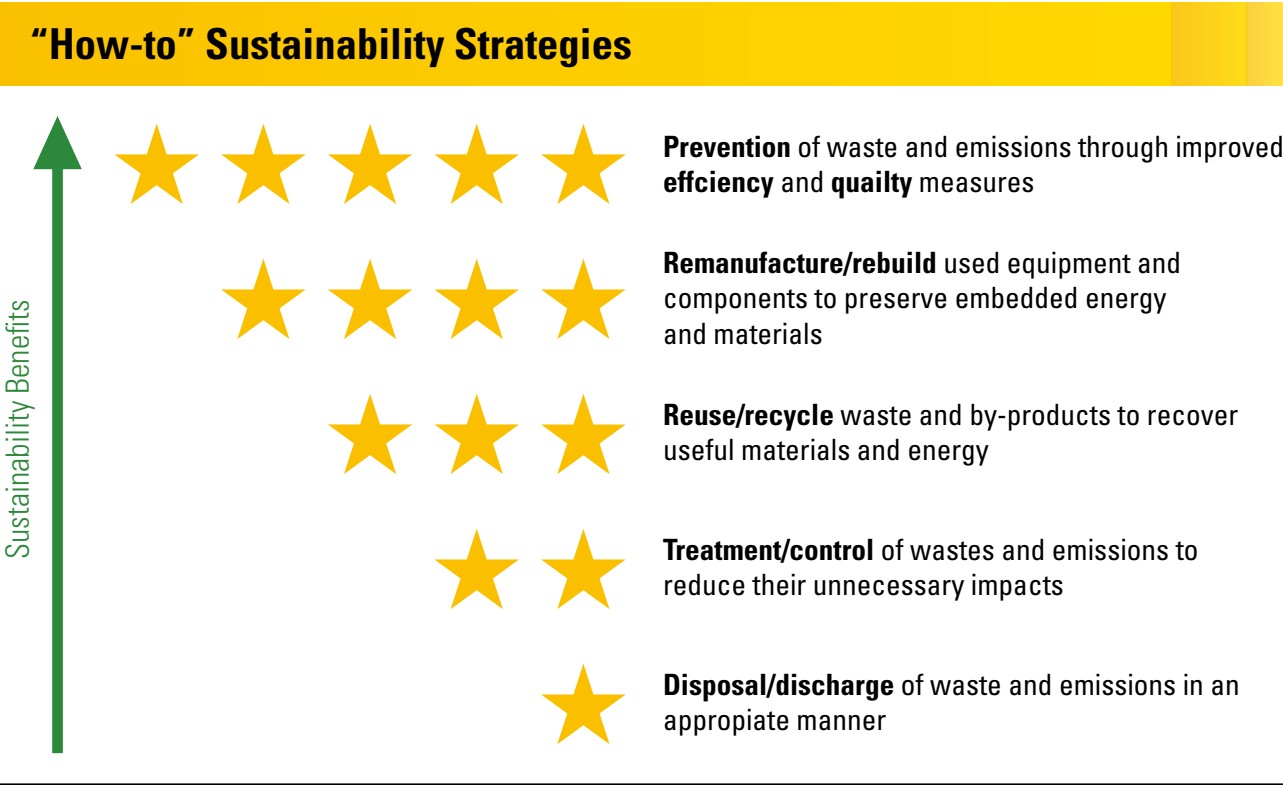 “How-to” Sustainability Strategies
Sustainability Benefits
Prevention of waste and emissions through improved
effciency and quailty measures
Remanufacture/rebuild used equipment and
components to preserve embedded energy
and materials
Reuse/recycle waste and by-products to recover
useful materials and energy
Treatment/control of wastes and emissions to
reduce their unnecessary impacts
Disposal/discharge of waste and emissions in an
appropiate manner